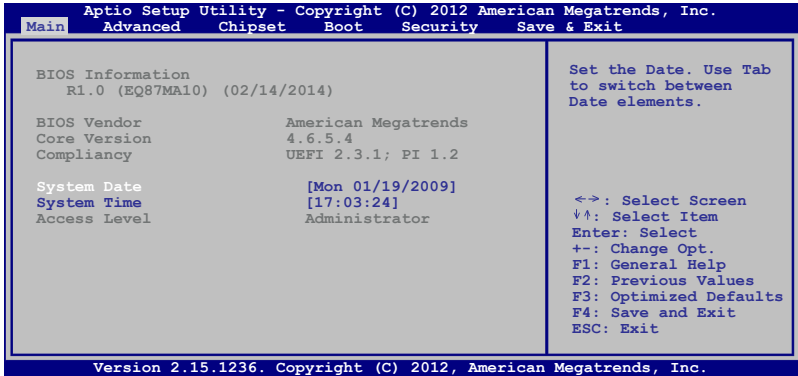 Aptio Setup Utility - Copyright (C) 2012 American Megatrends, Inc.
Main Advanced Chipset Boot Security Save & Exit
BIOS Information
R1.0 (EQ87MA10) (02/14/2014)
BIOS Vendor American Megatrends
Core Version 4.6.5.4
Compliancy UEFI 2.3.1; PI 1.2
System Date [Mon 01/19/2009]
System Time [17:03:24]
Access Level Administrator
Set the Date. Use Tab
to switch between
Date elements.
←→: Select Screen
↓↑: Select Item
Enter: Select
+-: Change Opt.
F1: General Help
F2: Previous Values
F3: Optimized Defaults
F4: Save and Exit
ESC: Exit
Version 2.15.1236. Copyright (C) 2012, American Megatrends, Inc.